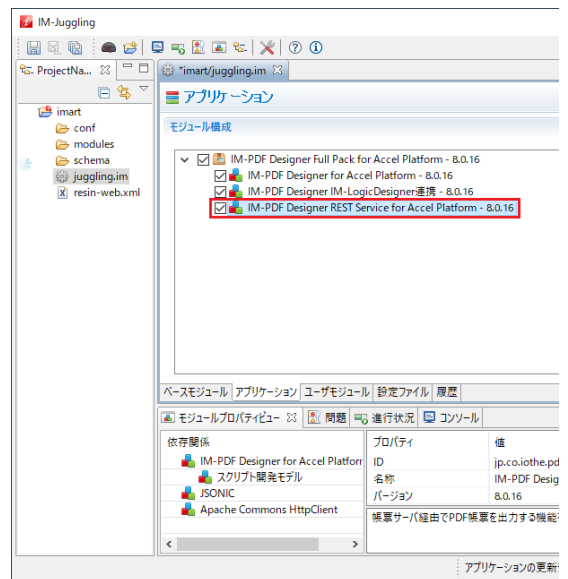 IM-Juggling
ProjectNa...
*imart/juggling.im
imart
conf
modules
schema
juggling.im
resin-web.xml
アプリケーション
モジュール構成
IM-PDF Designer Full Pack for Accel Platform - 8.0.16
IM-PDF Designer for Accel Platform - 8.0.16
IM-PDF Designer IM-LogicDesigner連携 - 8.0.16
IM-PDF Designer REST Service for Accel Platform - 8.0.16
ベースモジュール アプリケーション ユーザモジュール 設定ファイル 履歴
モジュールプロパティビュー 問題 進行状況 コンソール
依存関係
IM-PDF Designer for Accel Platforr
スクリプト開発モデル
JSONIC
Apache Commons HttpClient
プロパティ 値
ID jp.co.iothe.pd
名称 IM-PDF Desig
バージョン 8.0.16
帳票サーバ経由でPDF帳票を出力する機能
アプリケーションの更新